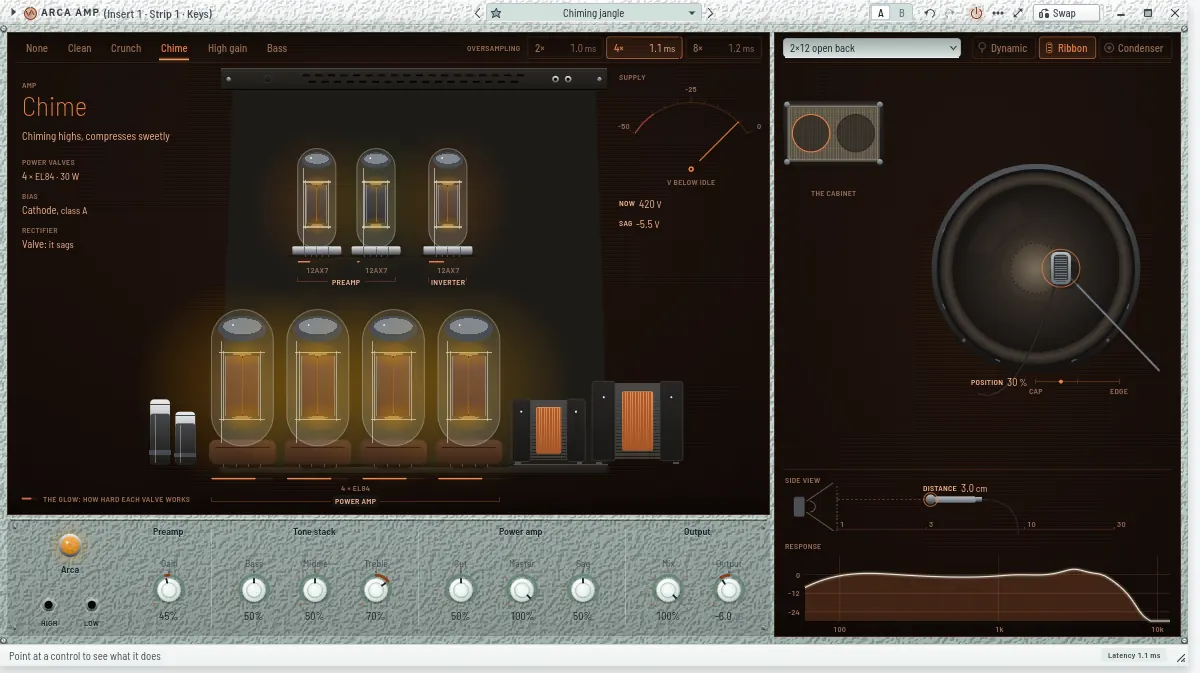 ARCA AMP (Insert 1 · Strip 1 · Keys)
Chiming jangle
A B
Swap
None Clean Crunch Chime High gain Bass
OVERSAMPLING 2× 1.0 ms 4× 1.1 ms 8× 1.2 ms
2×12 open back
Dynamic Ribbon Condenser
AMP
Chime
Chiming highs, compresses sweetly
POWER VALVES
4 × EL84 · 30 W
BIAS
Cathode, class A
RECTIFIER
Valve: it sags
SUPPLY
-25
-50 0
V BELOW IDLE
NOW 420 V
SAG -5.5 V
12AX7 12AX7 12AX7
PREAMP INVERTER
4 × EL84
POWER AMP
THE GLOW: HOW HARD EACH VALVE WORKS
THE CABINET
POSITION 30 %
CAP EDGE
SIDE VIEW
DISTANCE 3.0 cm
1 3 10 30
RESPONSE
0
-12
-24
100 1k 10k
Arca
HIGH LOW
Preamp Tone stack Power amp Output
Gain Bass Middle Treble Cut Master Sag Mix Output
45% 50% 50% 70% 50% 100% 50% 100% -6.0
Point at a control to see what it does
Latency 1.1 ms